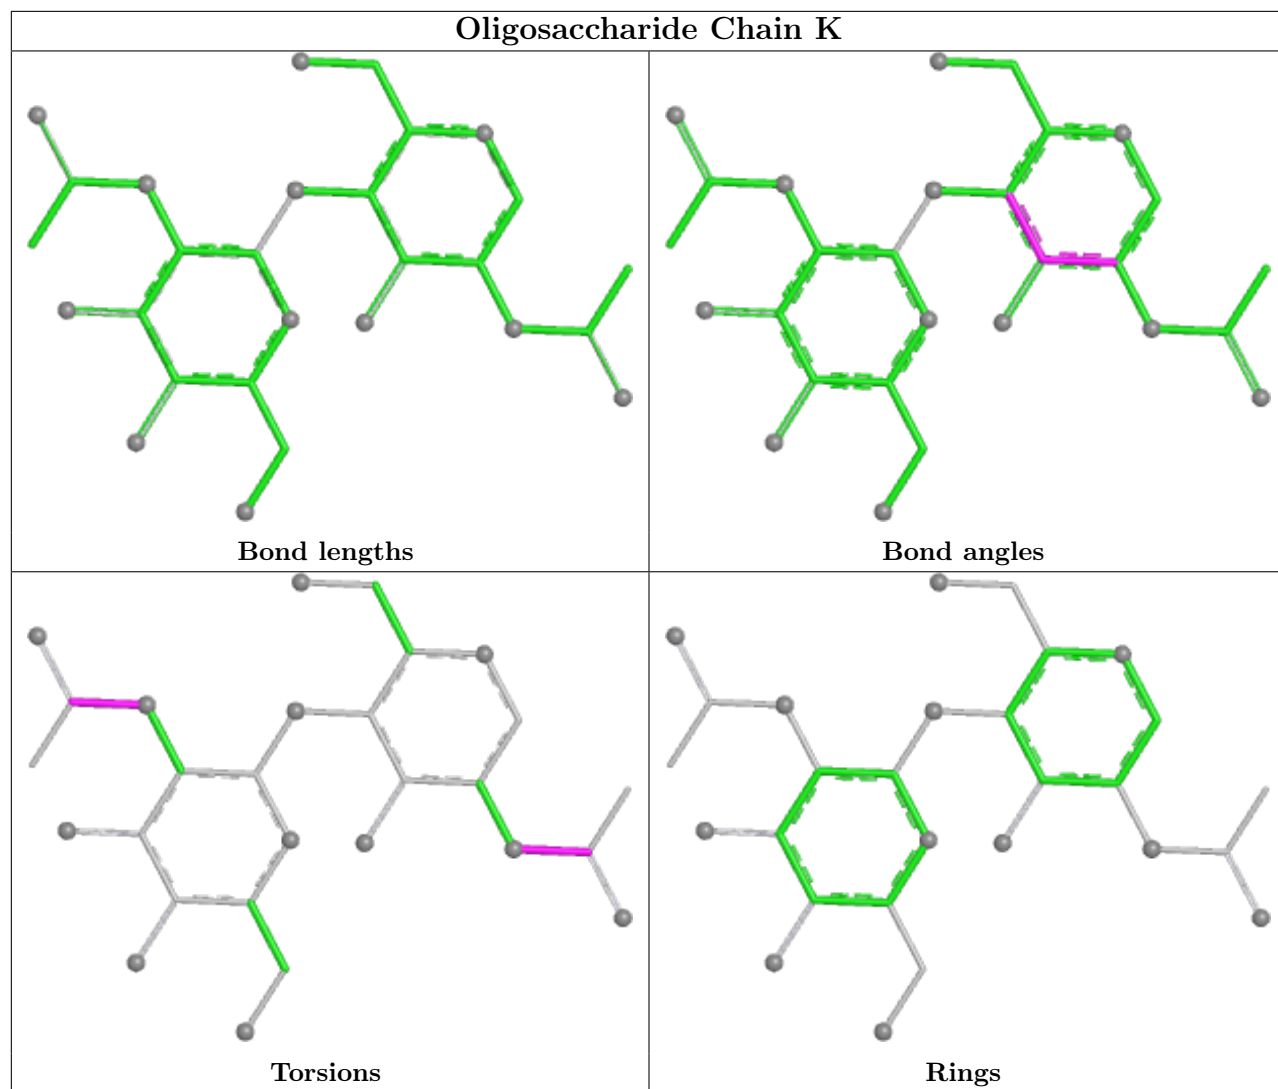 Oligosaccharide Chain K
Bond lengths
Bond angles
Torsions
Rings